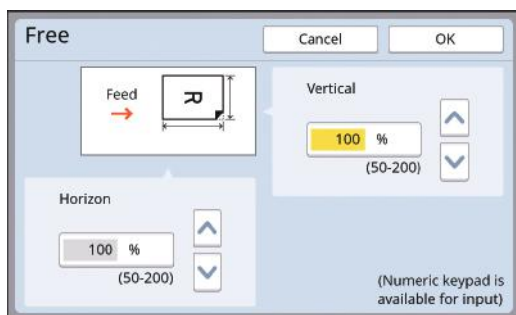 Free
Cancel
OK
Feed
R
Vertical
100 %
(50-200)
Horizon
100 %
(50-200)
(Numeric keypad is
available for input)